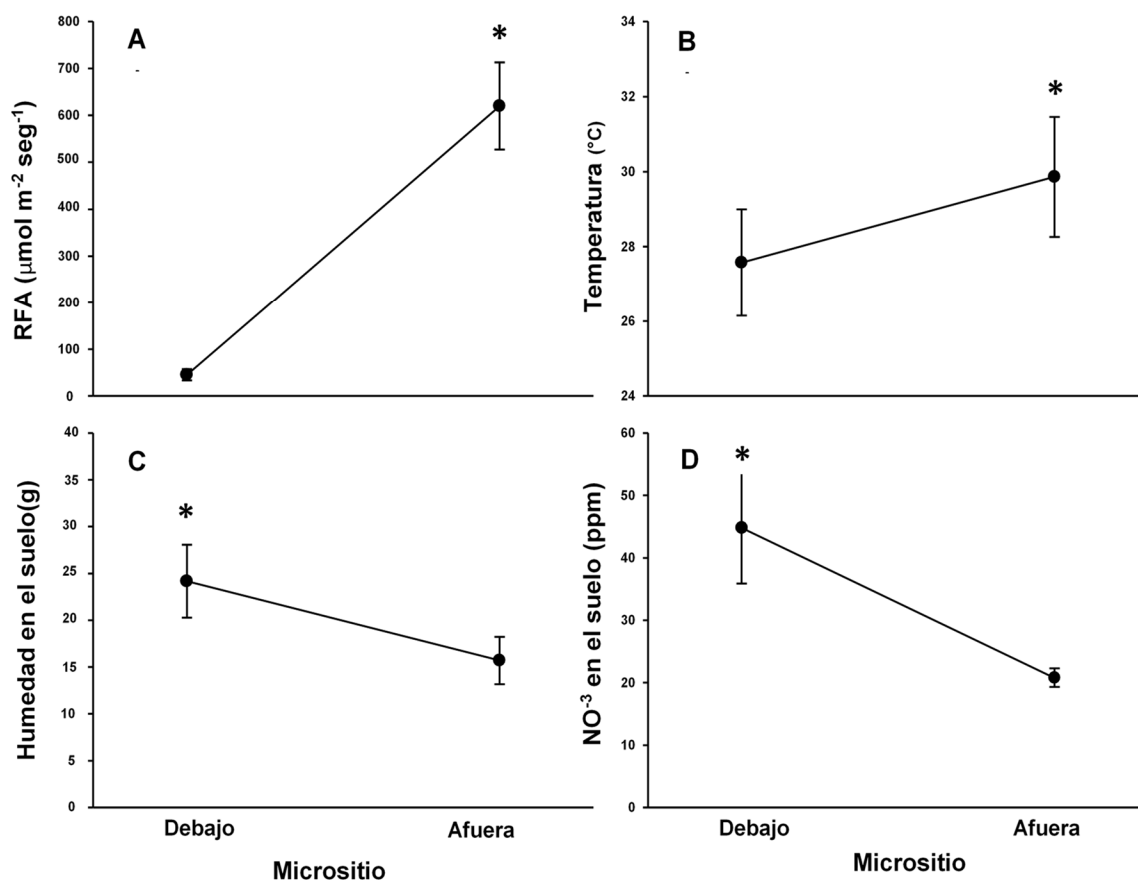 A
*
RFA (μmol m⁻² seg⁻¹)
800
700
600
500
400
300
200
100
0
B
*
Temperatura (°C)
34
32
30
28
26
24
C
*
Humedad en el suelo(g)
40
35
30
25
20
15
10
5
0
Debajo
Afuera
Micrositio
D
*
NO⁻³ en el suelo (ppm)
60
50
40
30
20
10
0
Debajo
Afuera
Micrositio